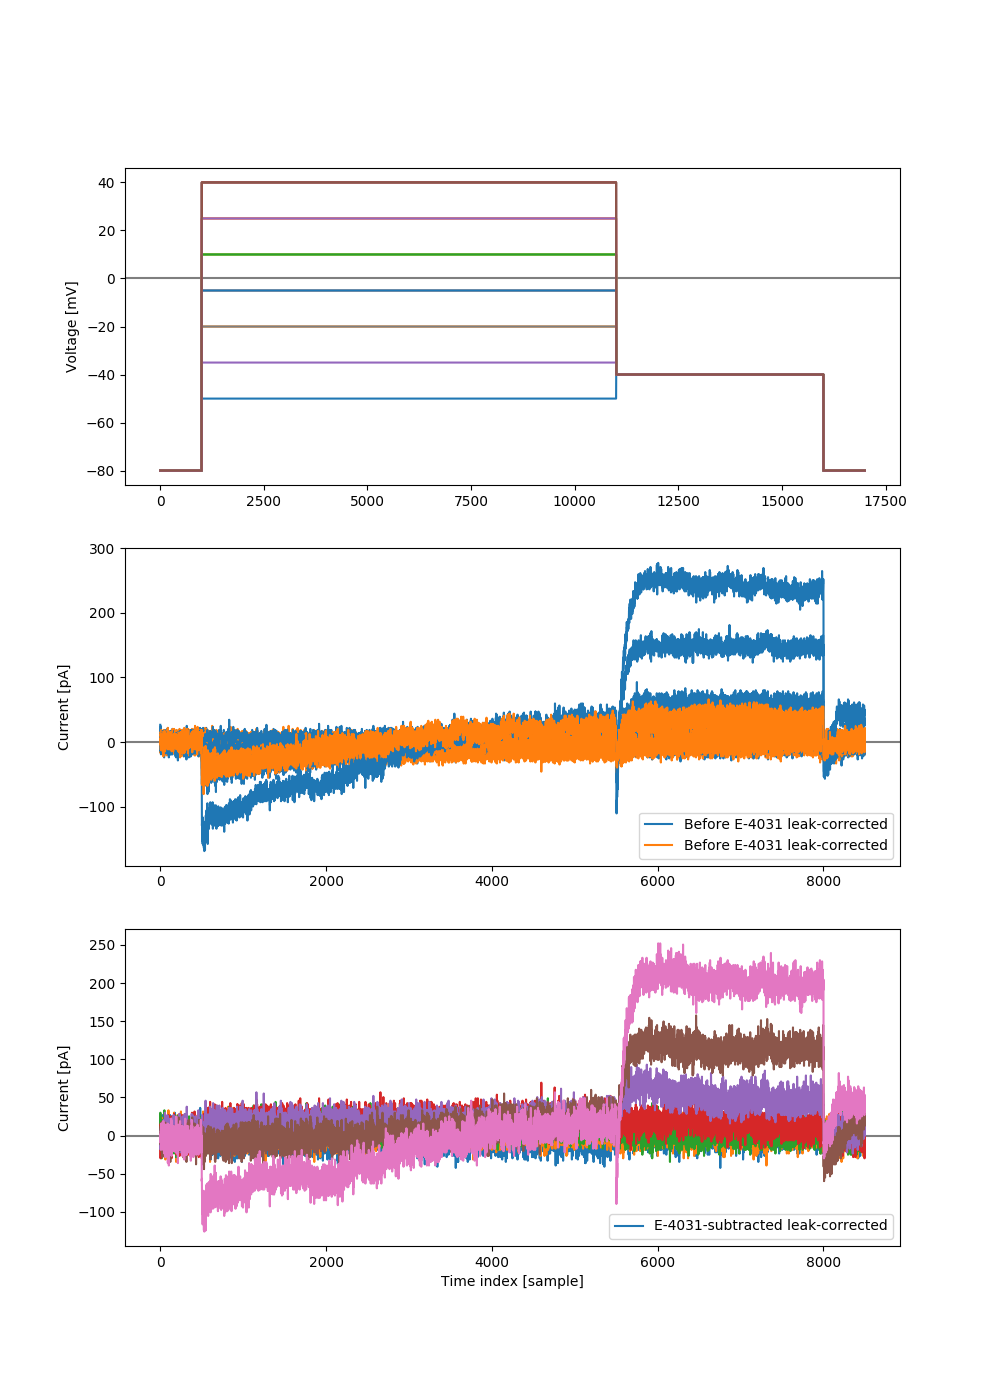 40
20
0
−20
−40
−60
−80
Voltage [mV]
0 2500 5000 7500 10000 12500 15000 17500
300
200
100
0
−100
Current [pA]
Before E-4031 leak-corrected
Before E-4031 leak-corrected
0 2000 4000 6000 8000
250
200
150
100
50
0
−50
−100
Current [pA]
E-4031-subtracted leak-corrected
0 2000 4000 6000 8000
Time index [sample]